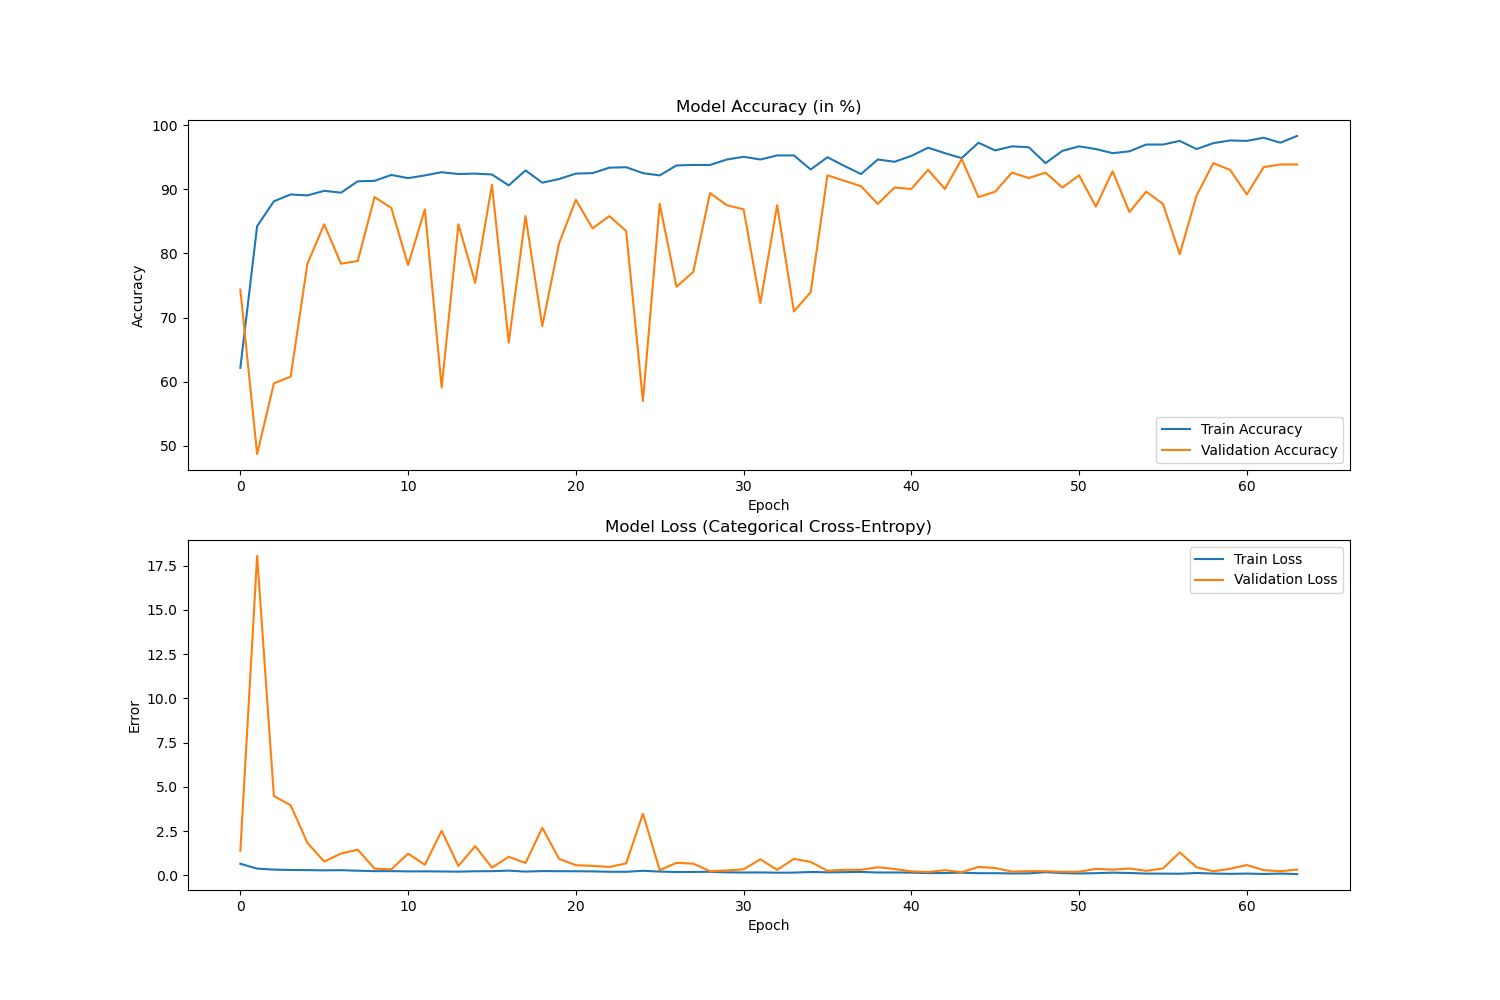 Model Accuracy (in %)
100
90
80
70
60
50
Accuracy
Train Accuracy
Validation Accuracy
0 10 20 30 40 50 60
Epoch
Model Loss (Categorical Cross-Entropy)
17.5
15.0
12.5
10.0
7.5
5.0
2.5
0.0
Error
Train Loss
Validation Loss
0 10 20 30 40 50 60
Epoch